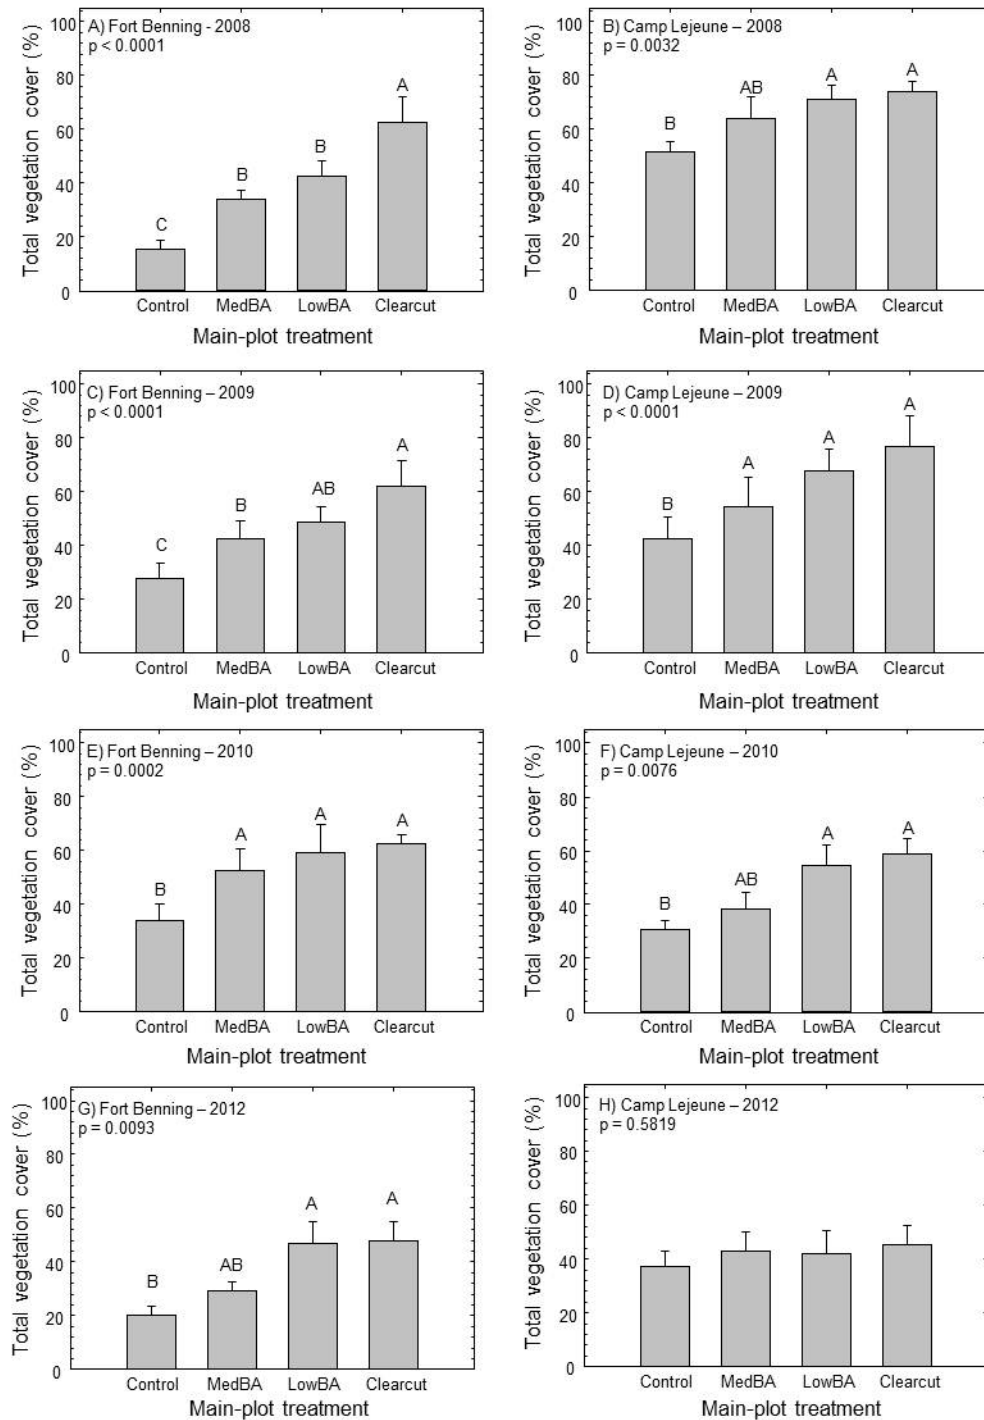 A) Fort Benning - 2008
p < 0.0001
Total vegetation cover (%)
100
80
60
40
20
0
C
B
B
A
Control MedBA LowBA Clearcut
Main-plot treatment
B) Camp Lejeune – 2008
p = 0.0032
Total vegetation cover (%)
100
80
60
40
20
0
B
AB
A
A
Control MedBA LowBA Clearcut
Main-plot treatment
C) Fort Benning – 2009
p < 0.0001
Total vegetation cover (%)
100
80
60
40
20
0
C
B
AB
A
Control MedBA LowBA Clearcut
Main-plot treatment
D) Camp Lejeune – 2009
p < 0.0001
Total vegetation cover (%)
100
80
60
40
20
0
B
A
A
A
Control MedBA LowBA Clearcut
Main-plot treatment
E) Fort Benning – 2010
p = 0.0002
Total vegetation cover (%)
100
80
60
40
20
0
B
A
A
A
Control MedBA LowBA Clearcut
Main-plot treatment
F) Camp Lejeune – 2010
p = 0.0076
Total vegetation cover (%)
100
80
60
40
20
0
B
AB
A
A
Control MedBA LowBA Clearcut
Main-plot treatment
G) Fort Benning – 2012
p = 0.0093
Total vegetation cover (%)
100
80
60
40
20
0
B
AB
A
A
Control MedBA LowBA Clearcut
Main-plot treatment
H) Camp Lejeune – 2012
p = 0.5819
Total vegetation cover (%)
100
80
60
40
20
0
Control MedBA LowBA Clearcut
Main-plot treatment